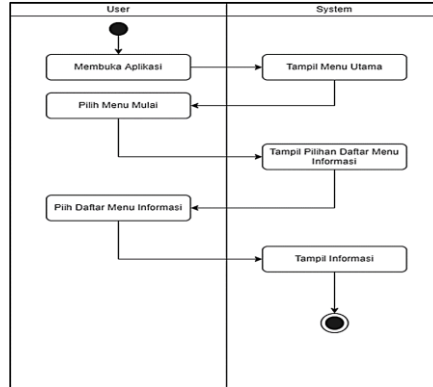 User
System
Membuka Aplikasi
Tampil Menu Utama
Pilih Menu Mulai
Tampil Pilihan Daftar Menu
Informasi
Piih Daftar Menu Informasi
Tampil Informasi